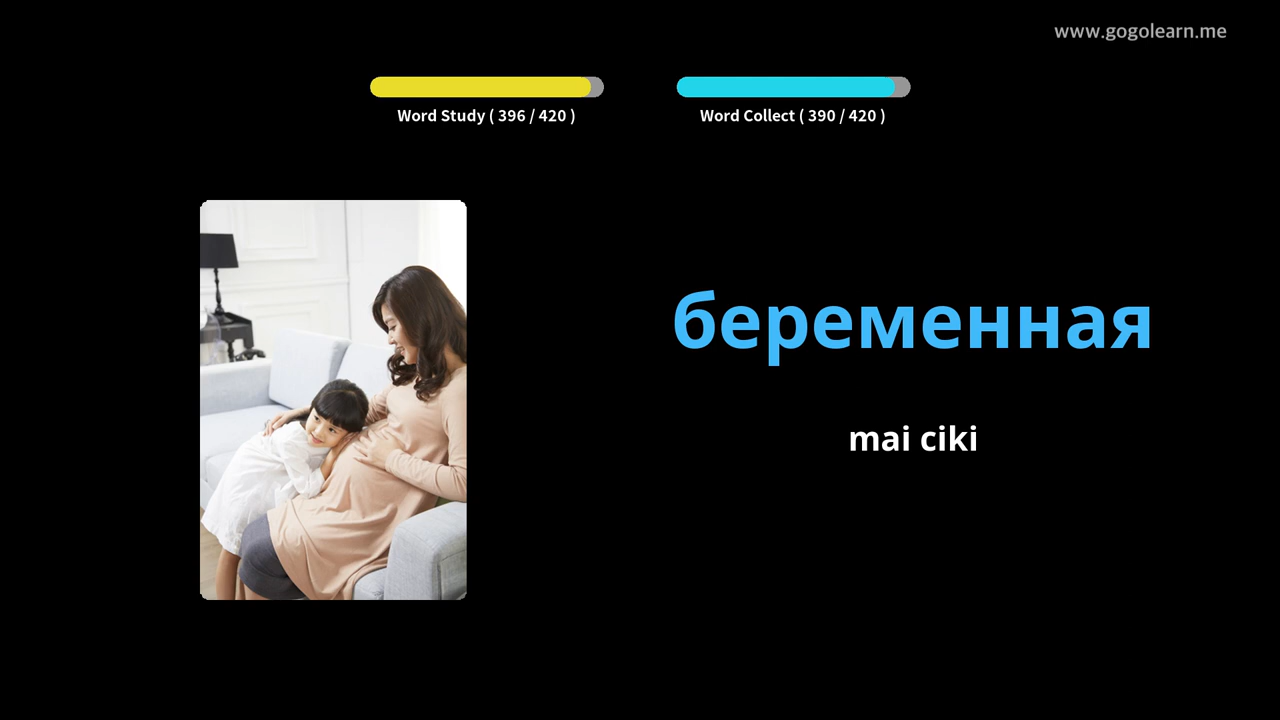 www.gogolearn.me
Word Study ( 396 / 420 )
Word Collect ( 390 / 420 )
беременная
mai ciki